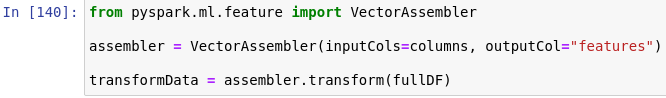 In [140]: from pyspark.ml.feature import VectorAssembler
assembler = VectorAssembler(inputCols=columns, outputCol="features")
transformData = assembler.transform(fullDF)